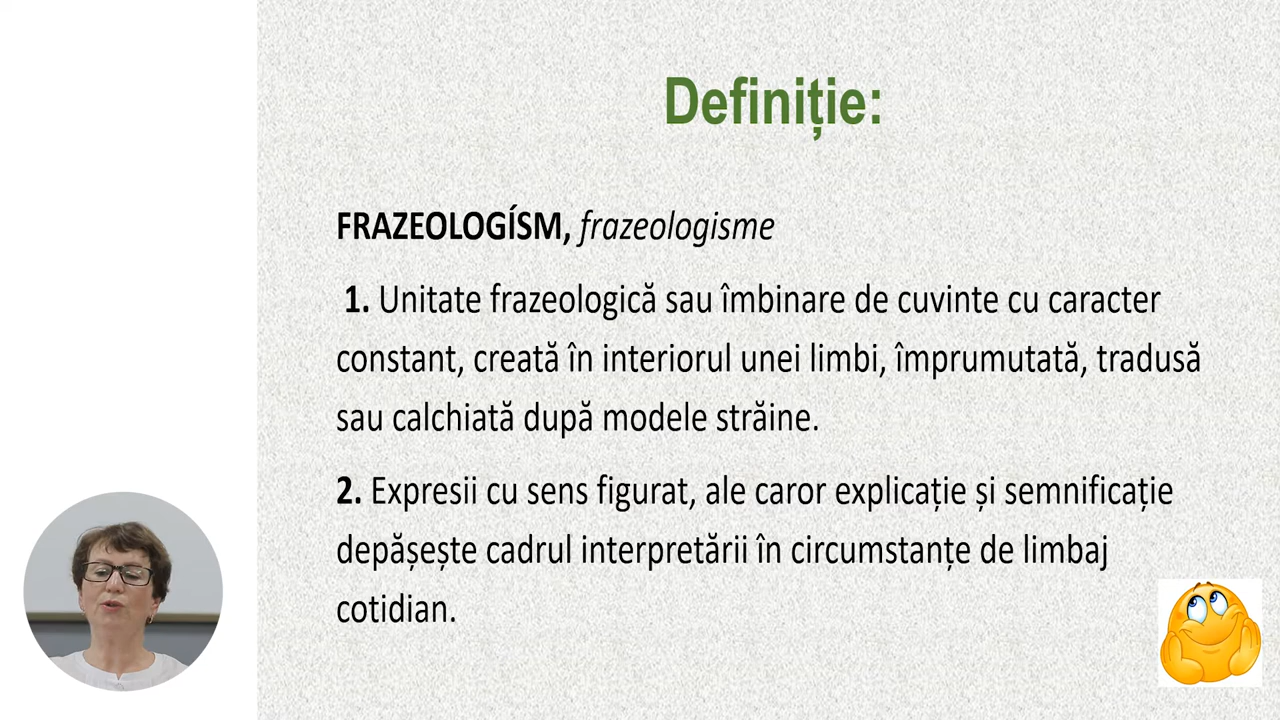 Definiție:
FRAZEOLOGÍSM, frazeologisme
1. Unitate frazeologică sau îmbinare de cuvinte cu caracter
constant, creată în interiorul unei limbi, împrumutată, tradusă
sau calchiată după modele străine.
2. Expresii cu sens figurat, ale caror explicație și semnificație
depășește cadrul interpretării în circumstanțe de limbaj
cotidian.